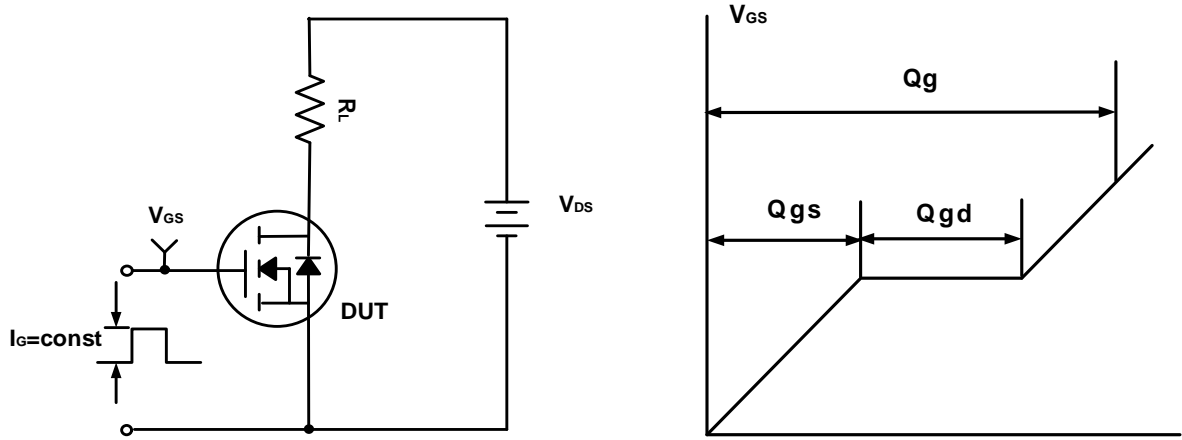 RL
VGS
VDS
DUT
IG=const
VGS
Qg
Qgs
Qgd